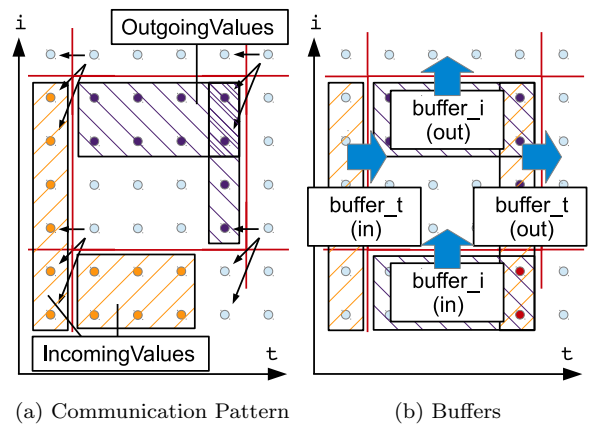 i
OutgoingValues
IncomingValues
t
(a) Communication Pattern
i
buffer_i
(out)
buffer_t
(in)
buffer_t
(out)
buffer_i
(in)
t
(b) Buffers